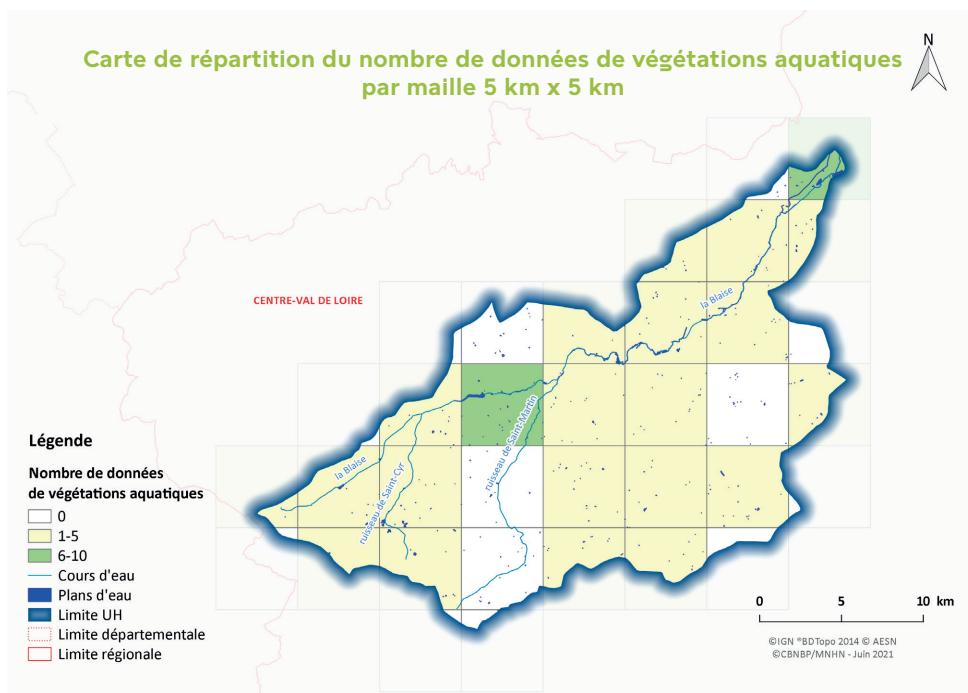 Carte de répartition du nombre de données de végétations aquatiques
par maille 5 km x 5 km
N
CENTRE-VAL DE LOIRE
la Blaise
ruisseau de Saint-Martin
la Blaise
ruisseau de Saint-Cyr
Légende
Nombre de données
de végétations aquatiques
0
1-5
6-10
Cours d'eau
Plans d'eau
Limite UH
Limite départementale
Limite régionale
0 5 10 km
©IGN ®BDTopo 2014 © AESN
©CBNBP/MNHN - Juin 2021